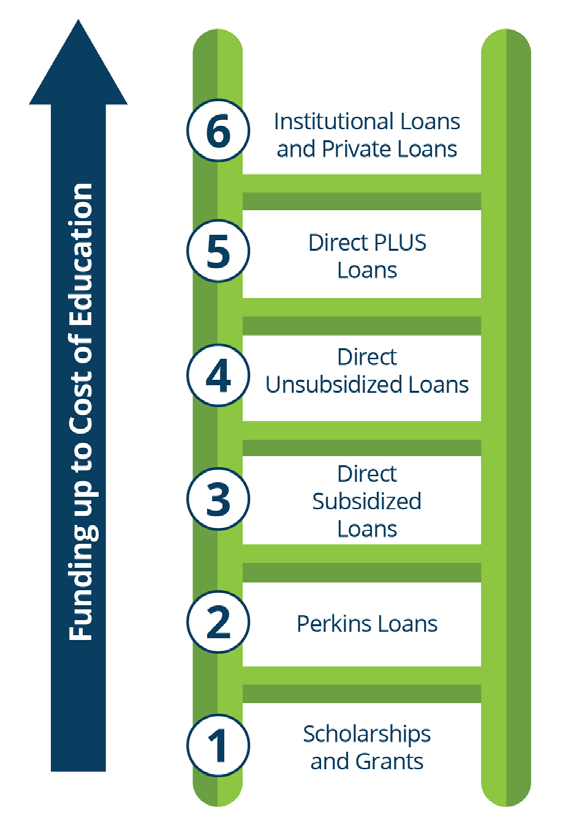 Funding up to Cost of Education
6
Institutional Loans
and Private Loans
5
Direct PLUS
Loans
4
Direct
Unsubsidized Loans
3
Direct
Subsidized
Loans
2
Perkins Loans
1
Scholarships
and Grants